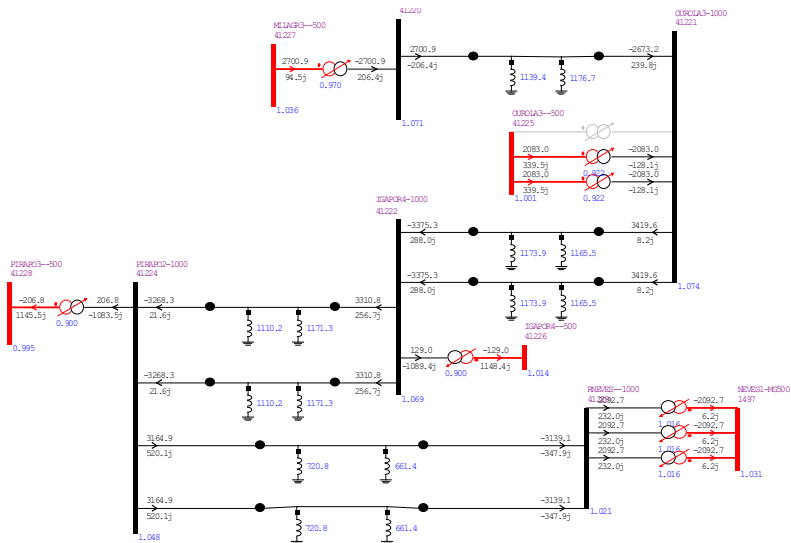 41220
MILAGR3--500
41227
2700.9
94.5j
0.970
-2700.9
206.4j
1.036
1.071
2700.9
-206.4j
1139.4
1176.7
-2673.2
239.8j
OUROLA3-1000
41221
OUROLA3--500
41225
2083.0
339.5j
0.922
-2083.0
-128.1j
2083.0
339.5j
0.922
-2083.0
-128.1j
1.001
IGAPOR4-1000
41222
-3375.3
288.0j
1173.9
1165.5
3419.6
8.2j
-3375.3
288.0j
1173.9
1165.5
3419.6
8.2j
1.074
PIRAPO3--500
41228
-206.8
1145.5j
0.900
206.8
-1083.5j
0.995
PIRAPO2-1000
41224
-3268.3
21.6j
1110.2
1171.3
3310.8
256.7j
IGAPOR4--500
41226
129.0
-1089.4j
0.900
-129.0
1148.4j
1.014
-3268.3
21.6j
1110.2
1171.3
3310.8
256.7j
1.069
RNEVES--1000
NEVES1-MG500
1497
2092.7
232.0j
1.016
-2092.7
6.2j
2092.7
232.0j
1.016
-2092.7
6.2j
2092.7
232.0j
1.016
-2092.7
6.2j
1.031
3164.9
520.1j
720.8
661.4
-3139.1
-347.9j
3164.9
520.1j
720.8
661.4
-3139.1
-347.9j
1.021
1.048